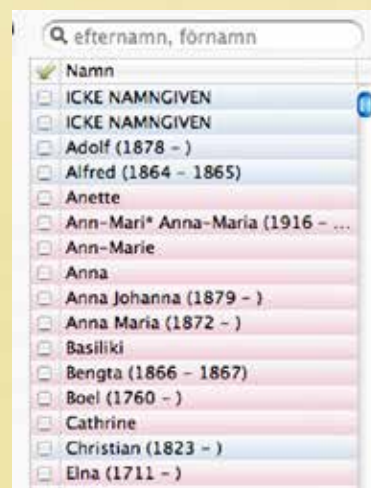 efternamn, förnamn
Namn
ICKE NAMNGIVEN
ICKE NAMNGIVEN
Adolf (1878 - )
Alfred (1864 - 1865)
Anette
Ann-Mari* Anna-Maria (1916 - ...
Ann-Marie
Anna
Anna Johanna (1879 - )
Anna Maria (1872 - )
Basiliki
Bengta (1866 - 1867)
Boel (1760 - )
Cathrine
Christian (1823 - )
Elna (1711 - )